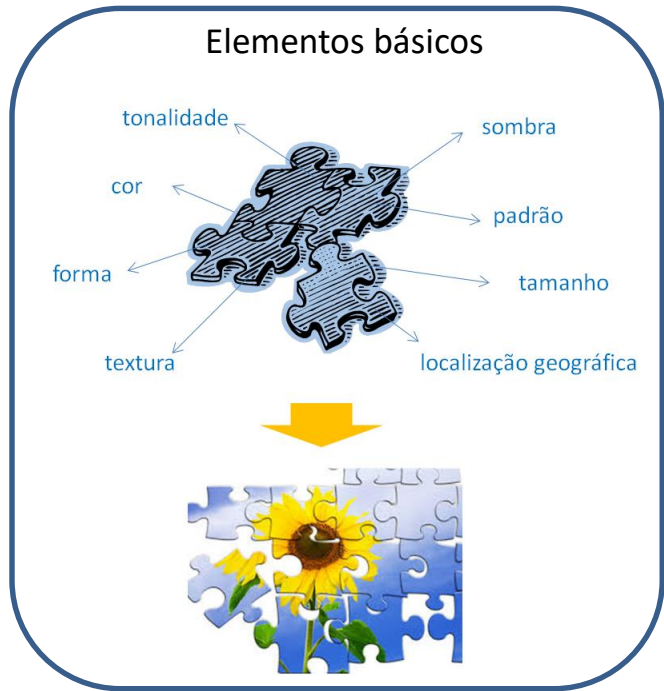 Elementos básicos
tonalidade
sombra
cor
padrão
forma
tamanho
textura
localização geográfica